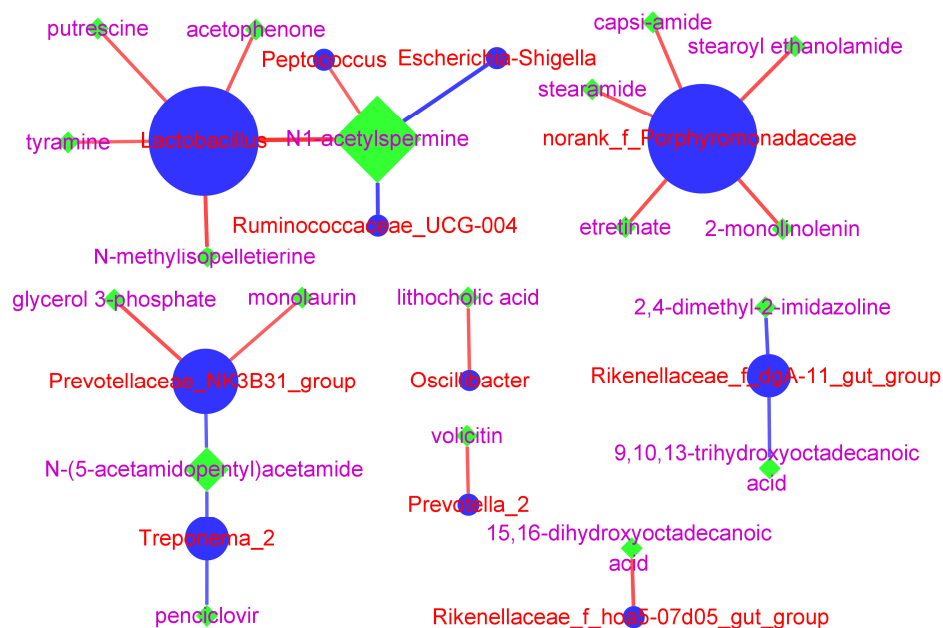 putrescine
acetophenone
Peptococcus
Escherichia-Shigella
capsi-amide
stearoyl ethanolamide
stearamide
tyramine
Lactobacillus
N1-acetylspermine
norank_f_Porphyromonadaceae
Ruminococcaceae_UCG-004
etretinate
2-monolinolenin
N-methylisopelletierine
glycerol 3-phosphate
monolaurin
lithocholic acid
2,4-dimethyl-2-imidazoline
Prevotellaceae_NK3B31_group
Oscillibacter
Rikenellaceae_f_dgA-11_gut_group
volicitin
9,10,13-trihydroxyoctadecanoic
acid
N-(5-acetamidopentyl)acetamide
Prevotella_2
Treponema_2
15,16-dihydroxyoctadecanoic
acid
penciclovir
Rikenellaceae_f_hoa5-07d05_gut_group